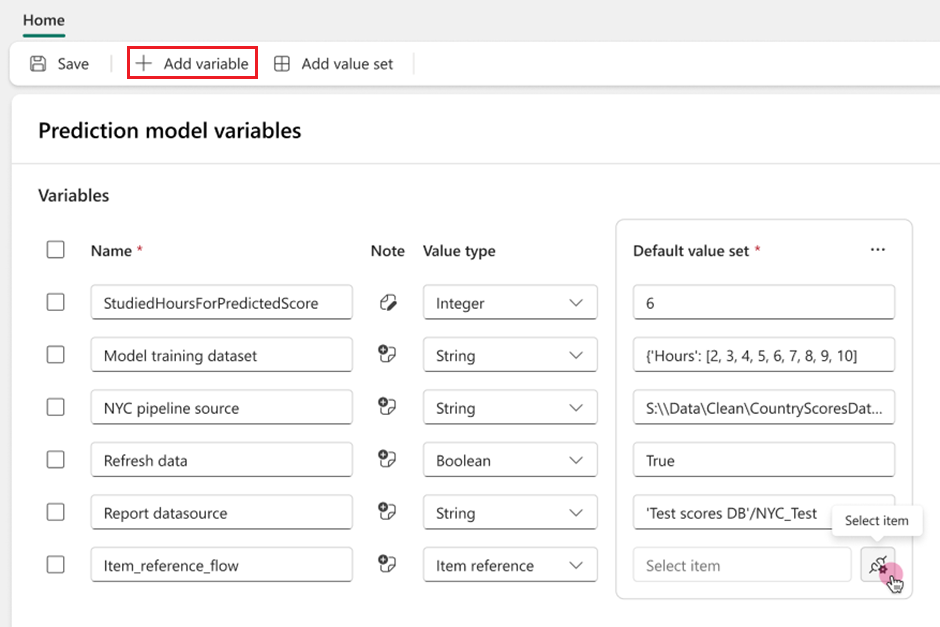 Home
Save Add variable Add value set
Prediction model variables
Variables
Name * Note Value type Default value set * ...
StudiedHoursForPredictedScore Integer 6
Model training dataset String {'Hours': [2, 3, 4, 5, 6, 7, 8, 9, 10]
NYC pipeline source String S:\\Data\Clean\CountryScoresDat...
Refresh data Boolean True
Report datasource String 'Test scores DB'/NYC_Test
Select item
Item_reference_flow Item reference Select item